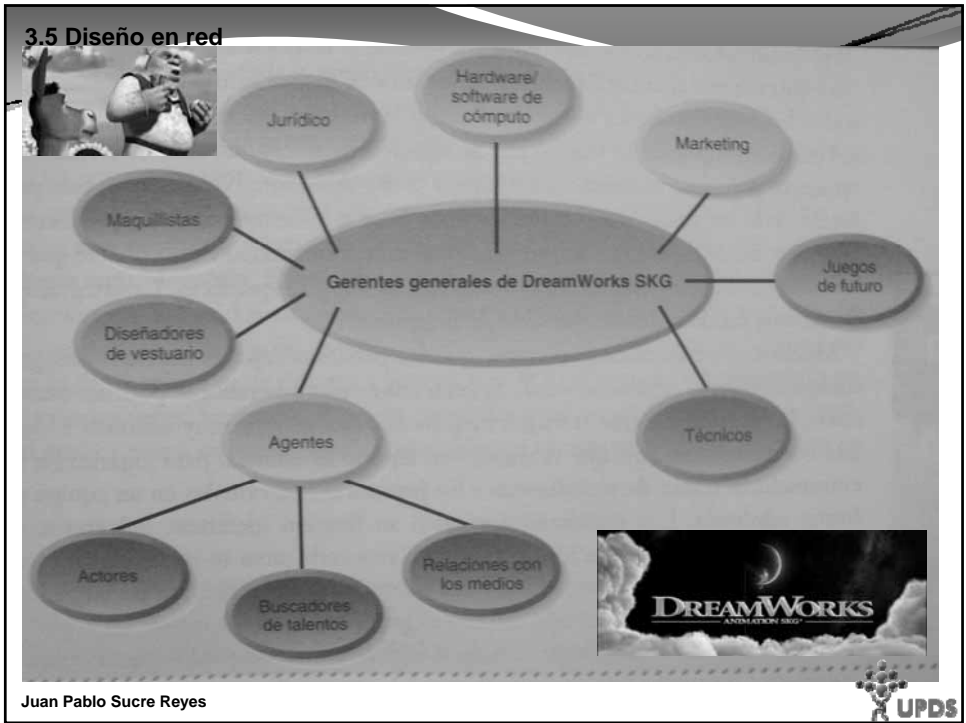 3.5 Diseño en red
Hardware/
software de
cómputo
Jurídico
Marketing
Maquillistas
Gerentes generales de DreamWorks SKG
Juegos
de futuro
Diseñadores
de vestuario
Agentes
Técnicos
Actores
Buscadores
de talentos
Relaciones con
los medios
DREAMWORKS
ANIMATION SKG
Juan Pablo Sucre Reyes
UPDS